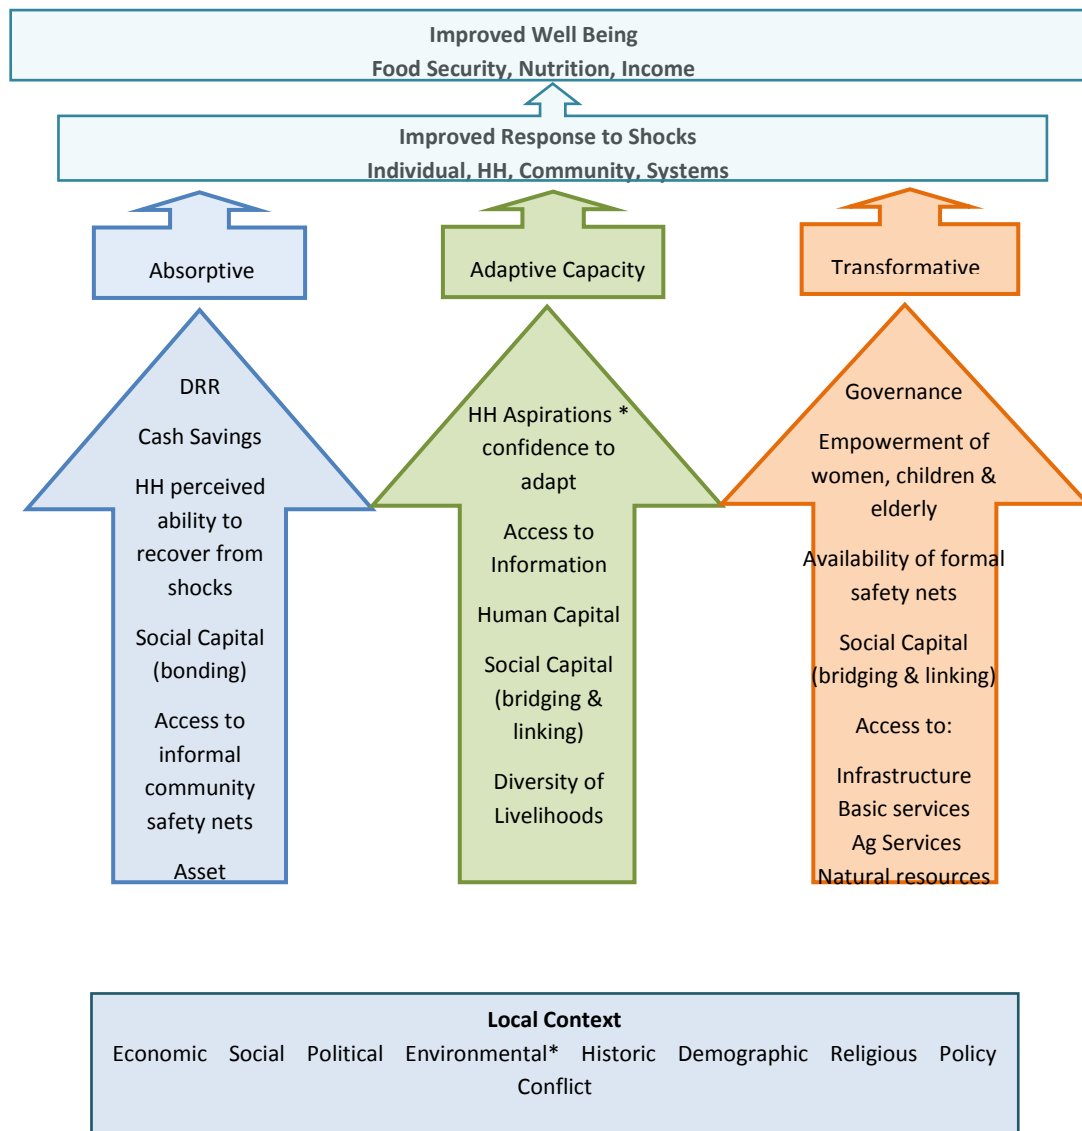 Improved Well Being
Food Security, Nutrition, Income
Improved Response to Shocks
Individual, HH, Community, Systems
Absorptive
Adaptive Capacity
Transformative
DRR
Cash Savings
HH perceived
ability to
recover from
shocks
Social Capital
(bonding)
Access to
informal
community
safety nets
Asset
HH Aspirations *
confidence to
adapt
Access to
Information
Human Capital
Social Capital
(bridging &
linking)
Diversity of
Livelihoods
Governance
Empowerment of
women, children &
elderly
Availability of formal
safety nets
Social Capital
(bridging & linking)
Access to:
Infrastructure
Basic services
Ag Services
Natural resources
Local Context
Economic Social Political Environmental* Historic Demographic Religious Policy
Conflict